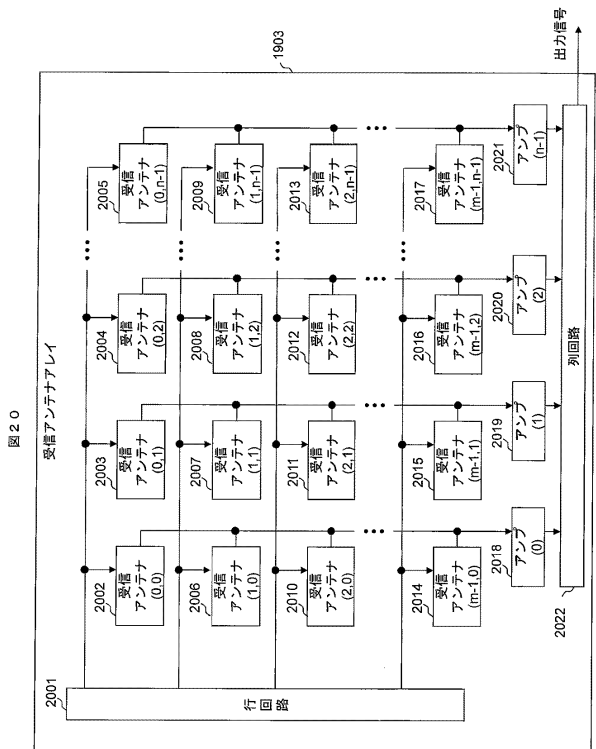 図20
受信アンテナアレイ
1903
2001
行回路
2002
受信
アンテナ
(0,0)
2003
受信
アンテナ
(0,1)
2004
受信
アンテナ
(0,2)
2005
受信
アンテナ
(0,n-1)
2006
受信
アンテナ
(1,0)
2007
受信
アンテナ
(1,1)
2008
受信
アンテナ
(1,2)
2009
受信
アンテナ
(1,n-1)
2010
受信
アンテナ
(2,0)
2011
受信
アンテナ
(2,1)
2012
受信
アンテナ
(2,2)
2013
受信
アンテナ
(2,n-1)
2014
受信
アンテナ
(m-1,0)
2015
受信
アンテナ
(m-1,1)
2016
受信
アンテナ
(m-1,2)
2017
受信
アンテナ
(m-1,n-1)
2018
アンプ
(0)
2019
アンプ
(1)
2020
アンプ
(2)
2021
アンプ
(n-1)
2022
列回路
出力信号